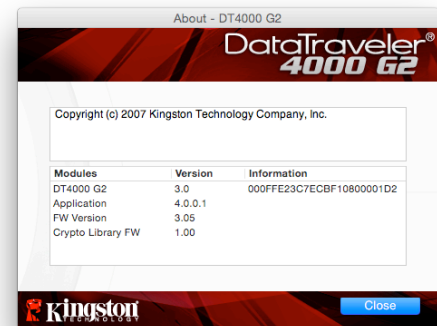 About - DT4000 G2
DataTraveler®
4000 G2
Copyright (c) 2007 Kingston Technology Company, Inc.
Modules Version Information
DT4000 G2 3.0 000FFE23C7ECBF10800001D2
Application 4.0.0.1
FW Version 3.05
Crypto Library FW 1.00
Kingston
TECHNOLOGY
Close